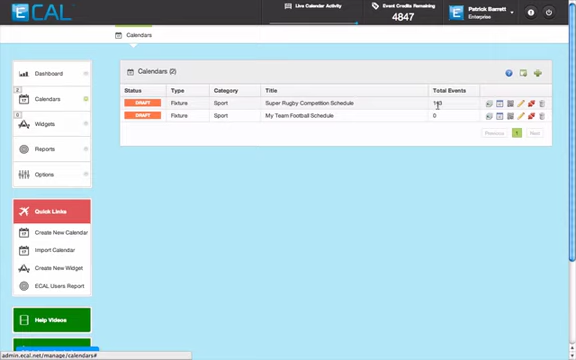 ECAL
Live Calendar Activity
Event Credits Remaining
4847
Patrick Barrett
Enterprise
Calendars
Dashboard
2
Calendars
Widgets
Reports
Options
Quick Links
Create New Calendar
Import Calendar
Create New Widget
ECAL Users Report
Help Videos
Calendars (2)
Status Type Category Title Total Events
DRAFT Fixture Sport Super Rugby Competition Schedule
DRAFT Fixture Sport My Team Football Schedule 0
Previous 1 Next
admin.ecal.net/manage/calendars#